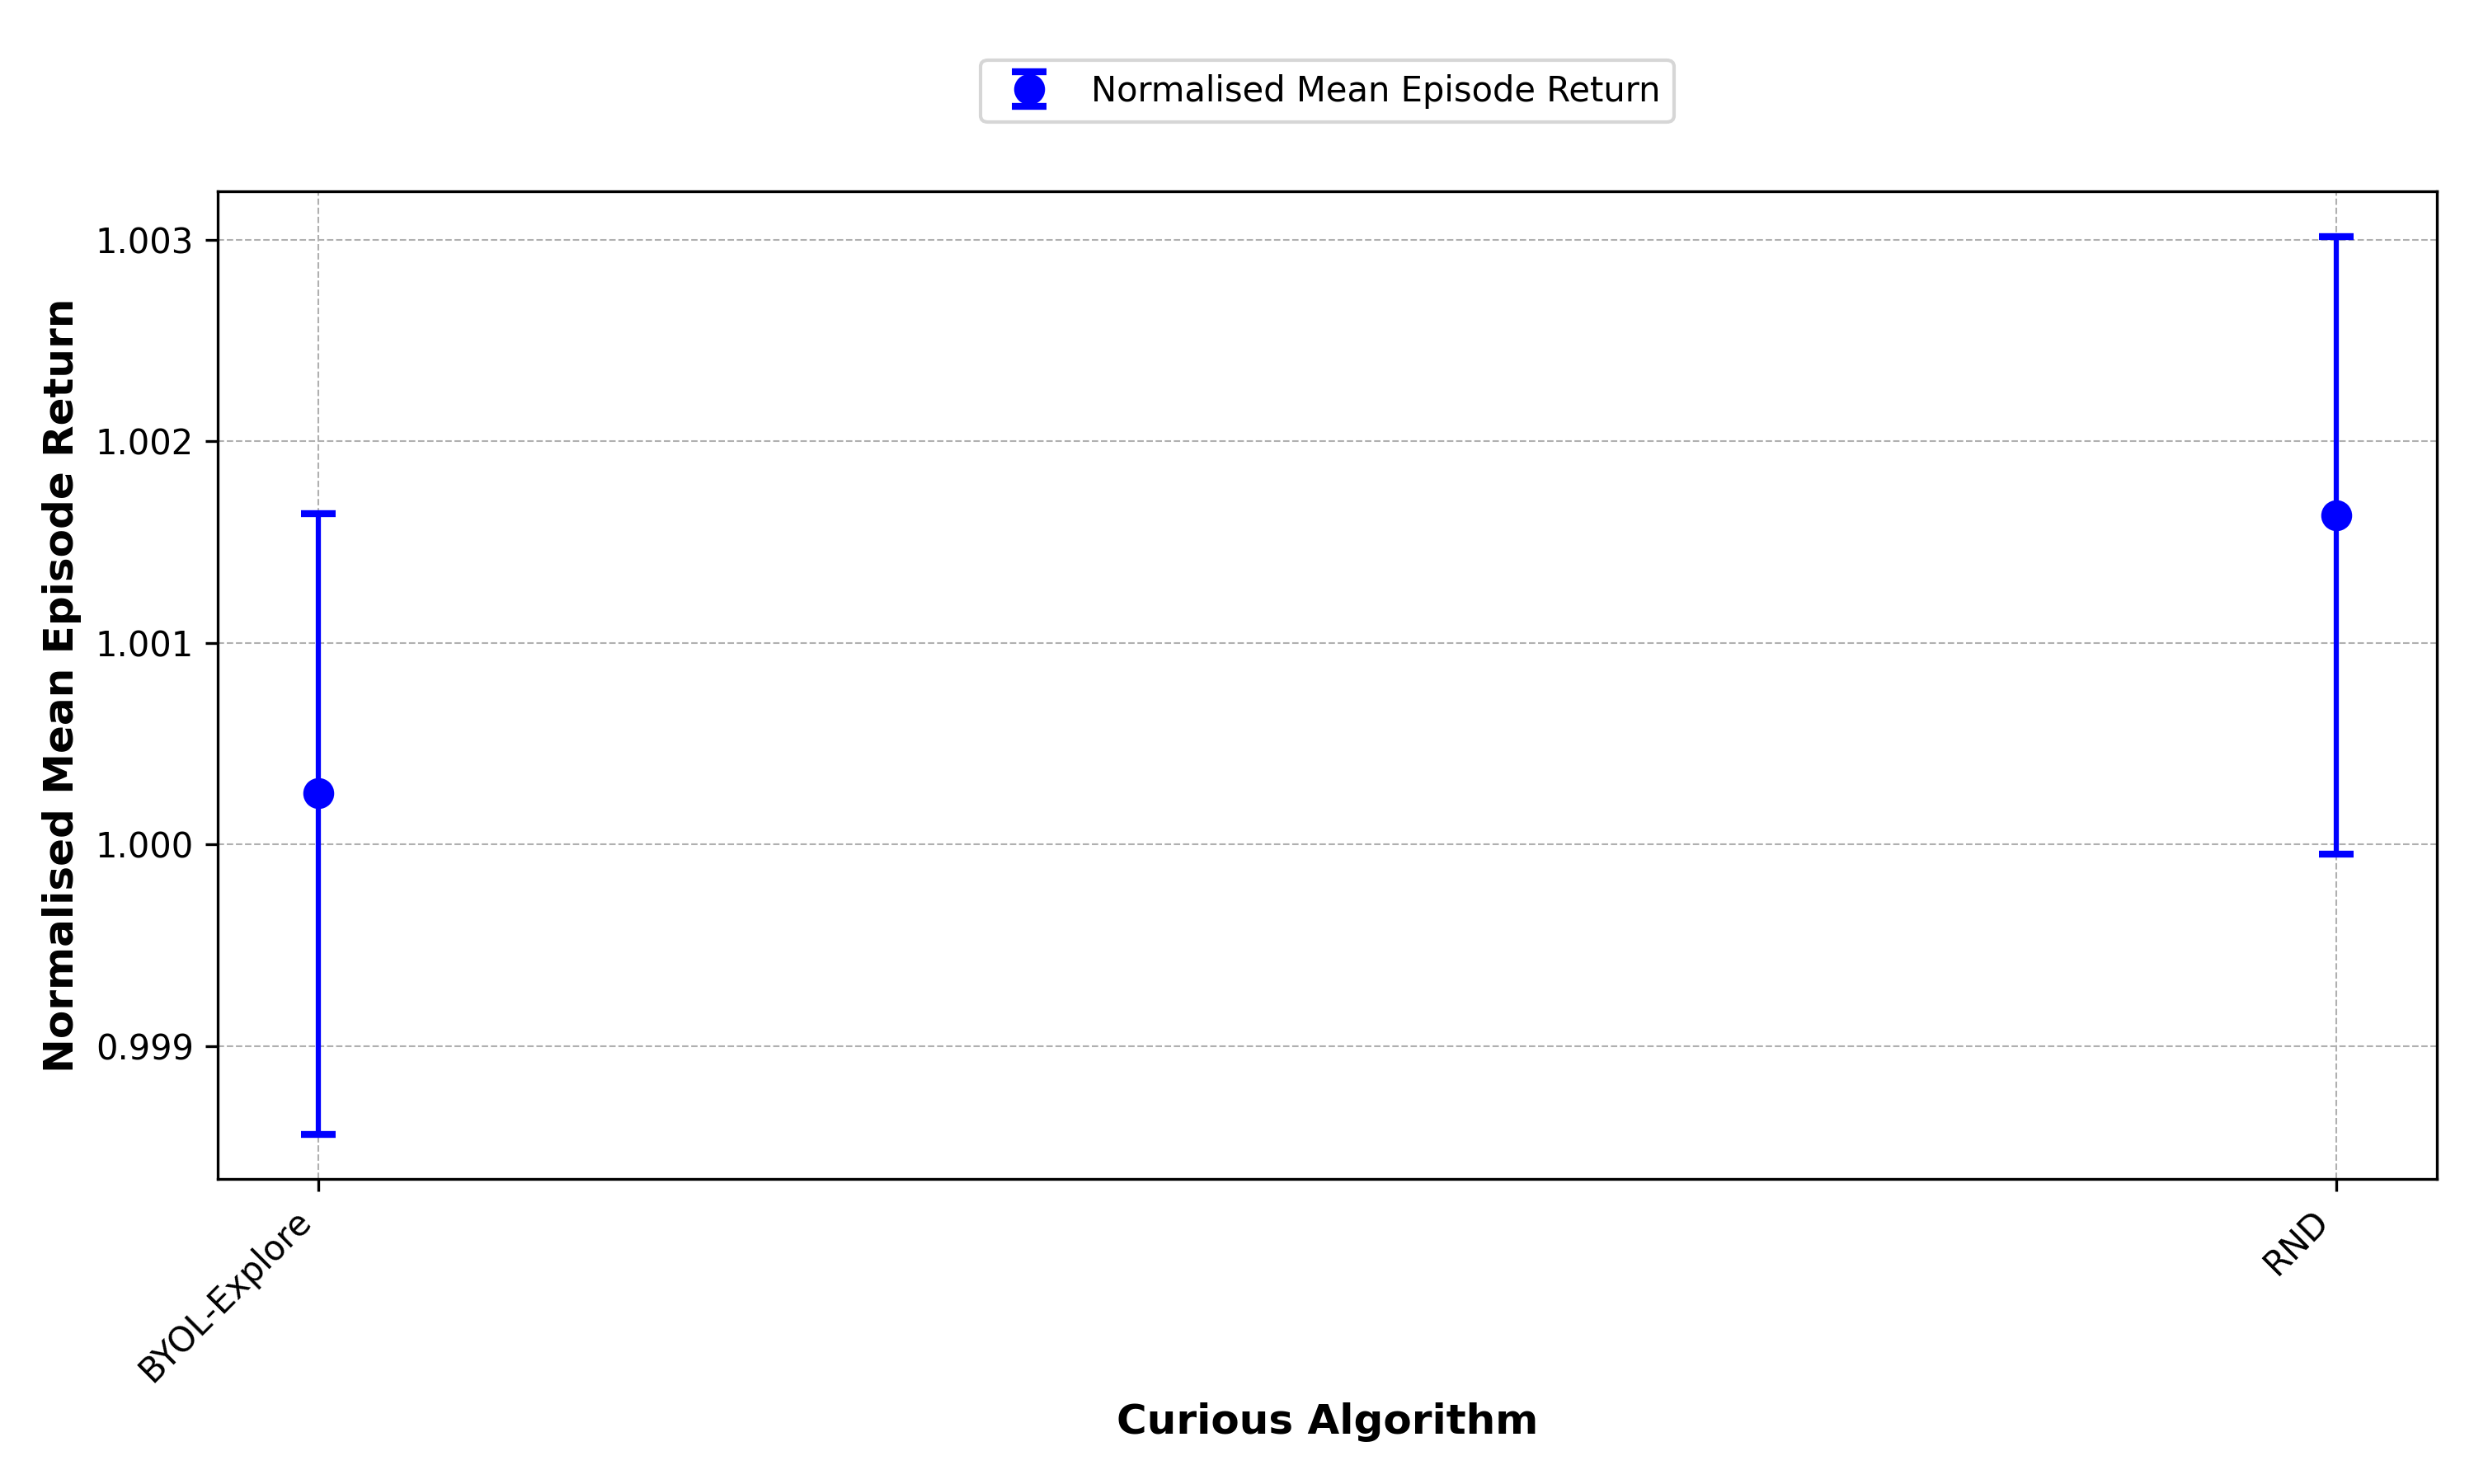 Normalised Mean Episode Return
Normalised Mean Episode Return
1.003
1.002
1.001
1.000
0.999
BYOL-Explore
RND
Curious Algorithm